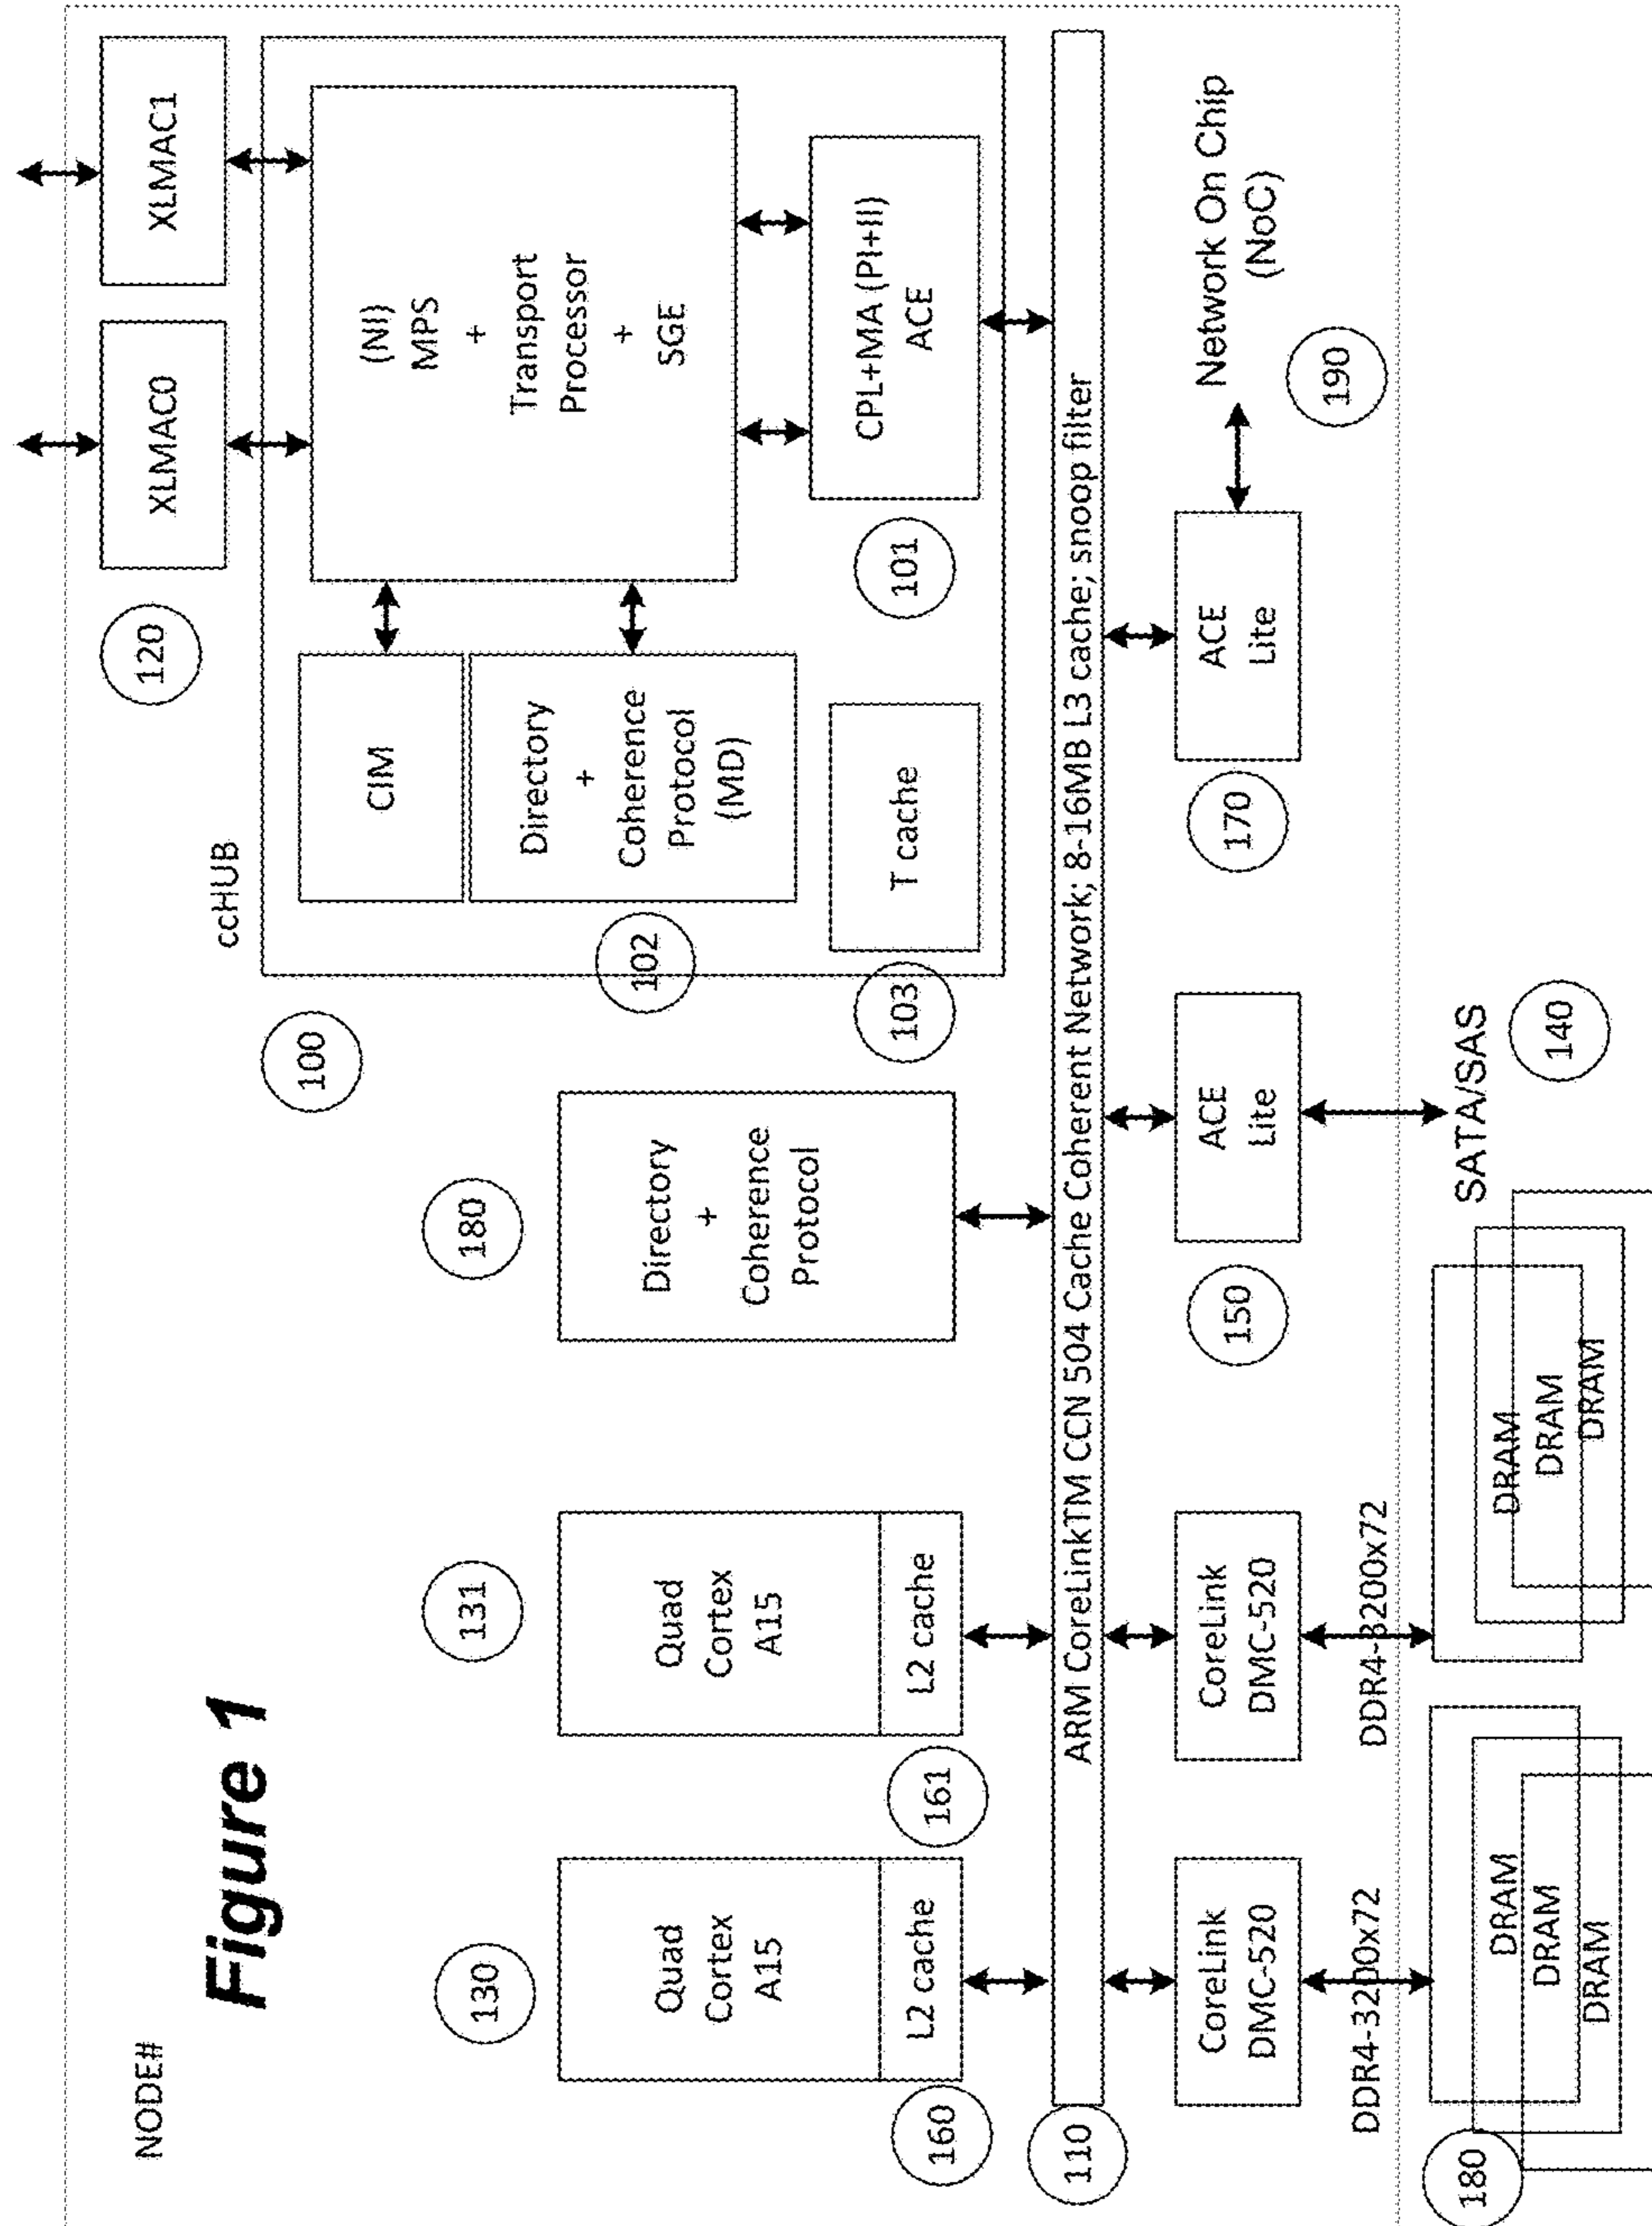 NODE#
Figure 1
ccHUB
XLMAC0
XLMAC1
120
100
CIM
(NI)
MPS
+
Transport
Processor
+
SGE
Directory
+
Coherence
Protocol
(MD)
102
T cache
103
CPL+MA (PI+II)
ACE
101
130
Quad
Cortex
A15
L2 cache
160
131
Quad
Cortex
A15
L2 cache
161
180
Directory
+
Coherence
Protocol
ARM CoreLinkTM CCN 504 Cache Coherent Network; 8-16MB L3 cache; snoop filter
110
CoreLink
DMC-520
CoreLink
DMC-520
ACE
Lite
150
ACE
Lite
170
Network On Chip
(NoC)
190
DDR4-3200x72
DDR4-3200x72
SATA/SAS
140
DRAM
DRAM
DRAM
DRAM
DRAM
DRAM
180